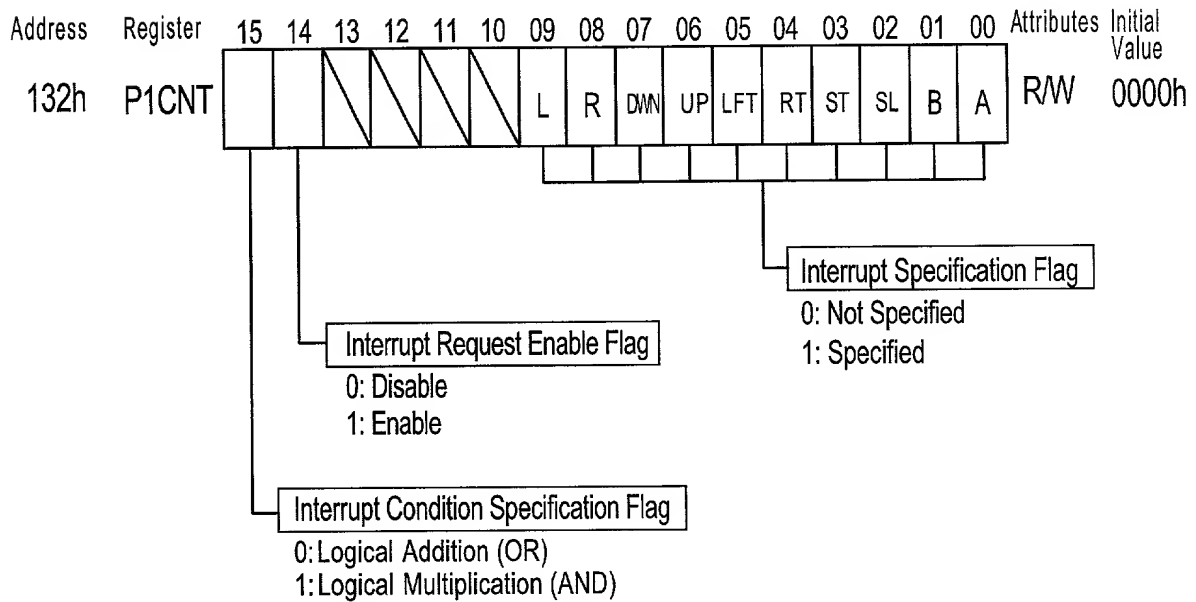 Address Register 15 14 13 12 11 10 09 08 07 06 05 04 03 02 01 00 Attributes Initial Value
132h P1CNT L R DWN UP LFT RT ST SL B A R/W 0000h
Interrupt Specification Flag
0: Not Specified
1: Specified
Interrupt Request Enable Flag
0: Disable
1: Enable
Interrupt Condition Specification Flag
0: Logical Addition (OR)
1: Logical Multiplication (AND)